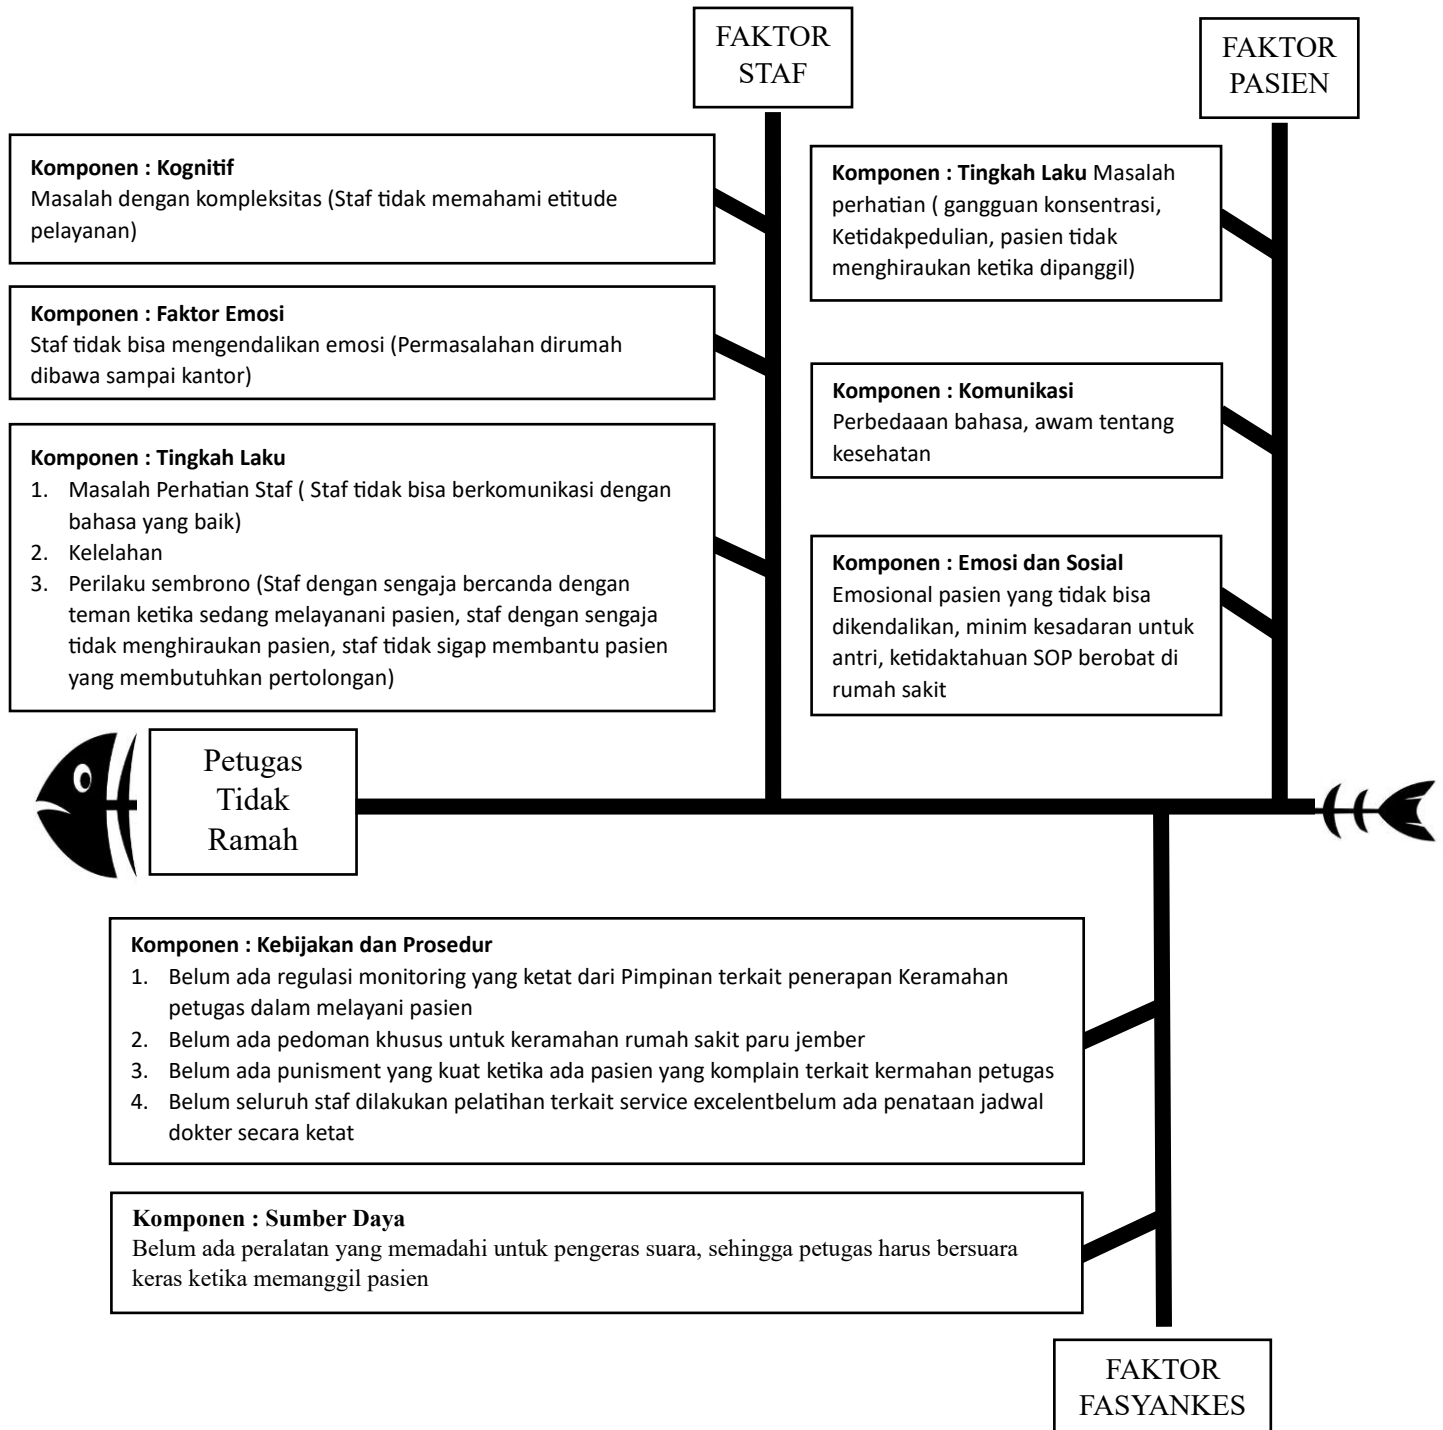 FAKTOR
STAF
FAKTOR
PASIEN
Komponen : Kognitif
Masalah dengan kompleksitas (Staf tidak memahami etitude
pelayanan)
Komponen : Faktor Emosi
Staf tidak bisa mengendalikan emosi (Permasalahan dirumah
dibawa sampai kantor)
Komponen : Tingkah Laku
1. Masalah Perhatian Staf ( Staf tidak bisa berkomunikasi dengan
bahasa yang baik)
2. Kelelahan
3. Perilaku sembrono (Staf dengan sengaja bercanda dengan
teman ketika sedang melayanani pasien, staf dengan sengaja
tidak menghiraukan pasien, staf tidak sigap membantu pasien
yang membutuhkan pertolongan)
Komponen : Tingkah Laku Masalah
perhatian ( gangguan konsentrasi,
Ketidakpedulian, pasien tidak
menghiraukan ketika dipanggil)
Komponen : Komunikasi
Perbedaaan bahasa, awam tentang
kesehatan
Komponen : Emosi dan Sosial
Emosional pasien yang tidak bisa
dikendalikan, minim kesadaran untuk
antri, ketidaktahuan SOP berobat di
rumah sakit
Petugas
Tidak
Ramah
Komponen : Kebijakan dan Prosedur
1. Belum ada regulasi monitoring yang ketat dari Pimpinan terkait penerapan Keramahan
petugas dalam melayani pasien
2. Belum ada pedoman khusus untuk keramahan rumah sakit paru jember
3. Belum ada punisment yang kuat ketika ada pasien yang komplain terkait kermahan petugas
4. Belum seluruh staf dilakukan pelatihan terkait service excelentbelum ada penataan jadwal
dokter secara ketat
Komponen : Sumber Daya
Belum ada peralatan yang memadahi untuk pengeras suara, sehingga petugas harus bersuara
keras ketika memanggil pasien
FAKTOR
FASYANKES